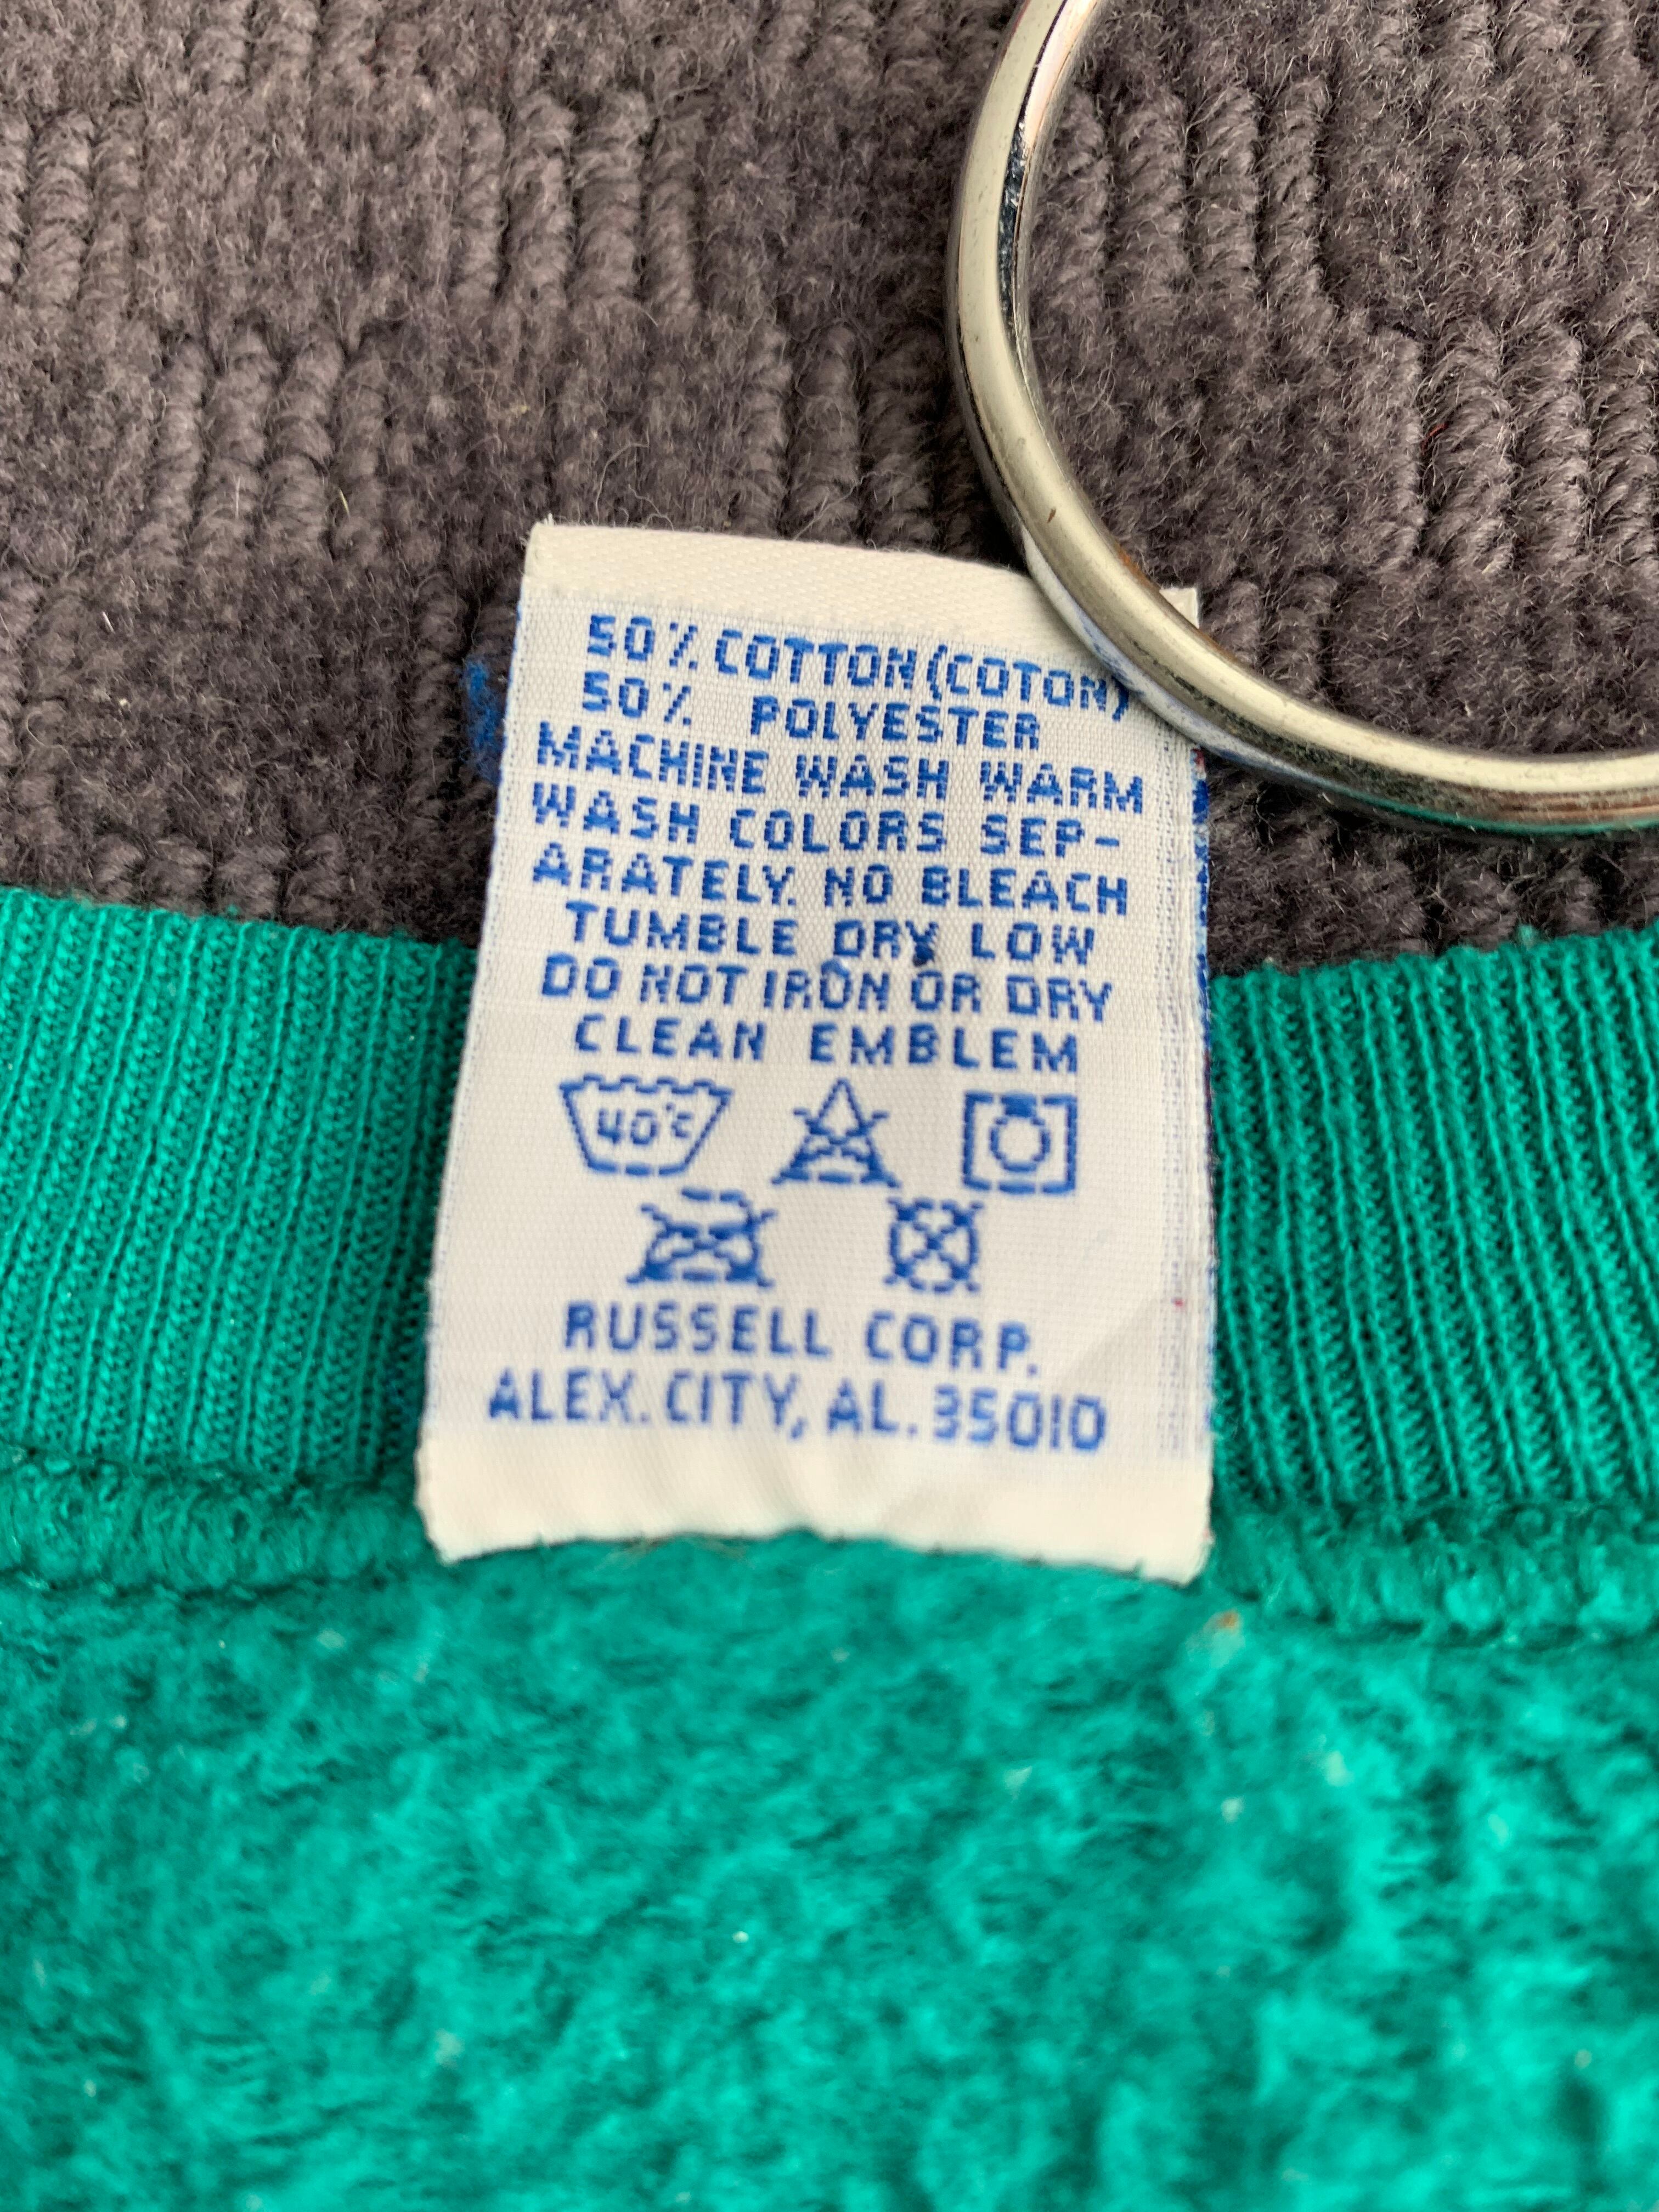 50% COTTON (COTON)
50% POLYESTER
MACHINE WASH WARM
WASH COLORS SEP-
ARATELY. NO BLEACH
TUMBLE DRY LOW
DO NOT IRON OR DRY
CLEAN EMBLEM
40°C
RUSSELL CORP.
ALEX. CITY, AL. 35010